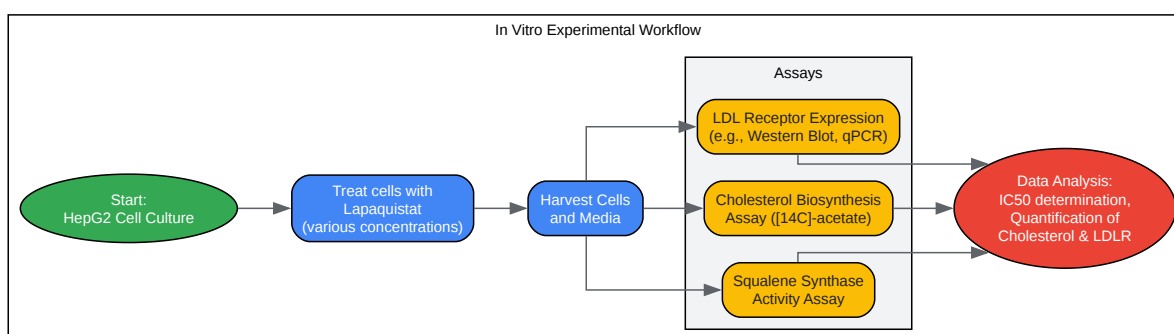 In Vitro Experimental Workflow
Assays
Start:
HepG2 Cell Culture
Treat cells with
Lapaquistat
(various concentrations)
Harvest Cells
and Media
LDL Receptor Expression
(e.g., Western Blot, qPCR)
Cholesterol Biosynthesis
Assay ([14C]-acetate)
Squalene Synthase
Activity Assay
Data Analysis:
IC50 determination,
Quantification of
Cholesterol & LDLR